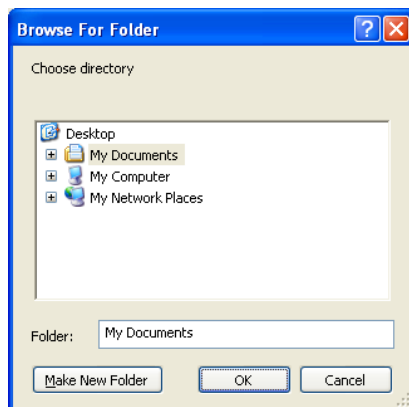 Browse For Folder
Choose directory
Desktop
My Documents
My Computer
My Network Places
Folder: My Documents
Make New Folder OK Cancel